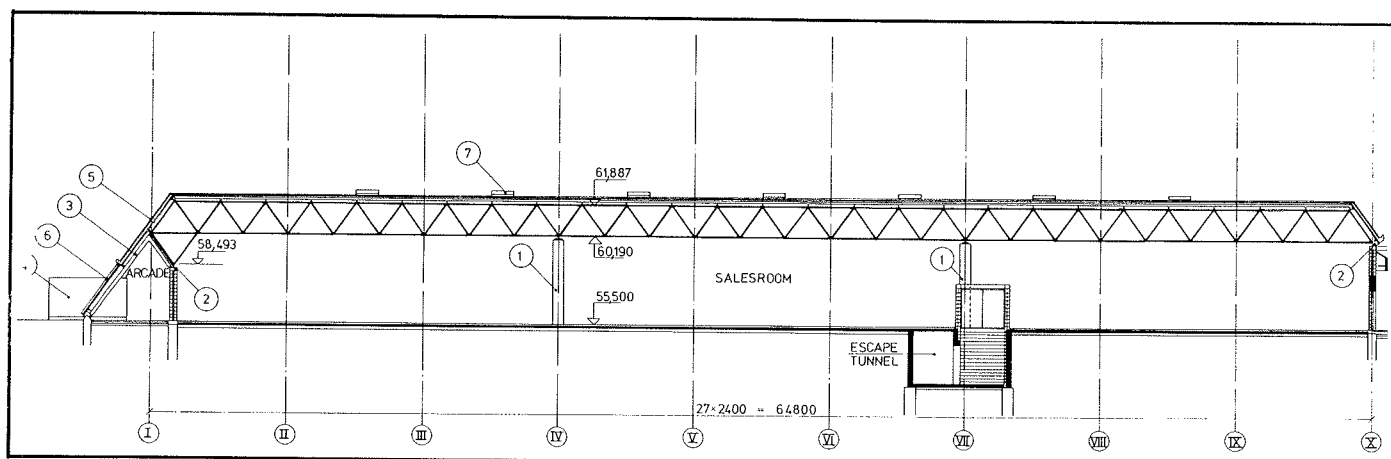 7
61,887
5
3
6
58,493
ARCADE
2
1
60,190
SALESROOM
1
2
55,500
ESCAPE
TUNNEL
27×2400 = 64800
I
II
III
IV
V
VI
VII
VIII
IX
X